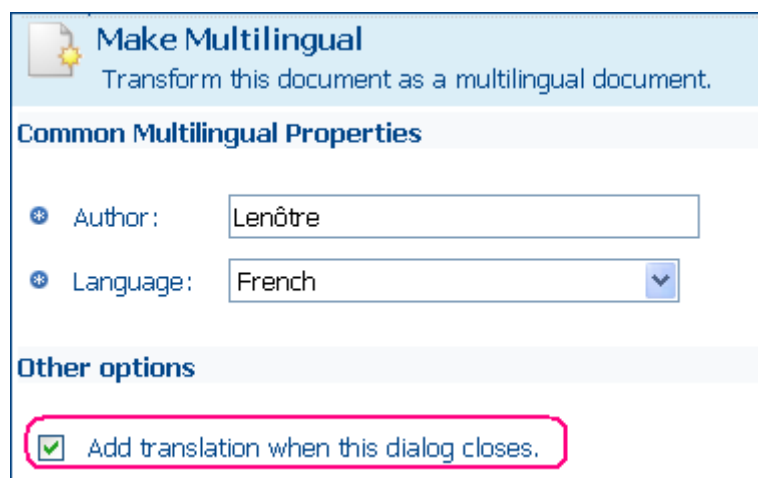 Make Multilingual
Transform this document as a multilingual document.
Common Multilingual Properties
Author:
Lenôtre
Language:
French
Other options
Add translation when this dialog closes.